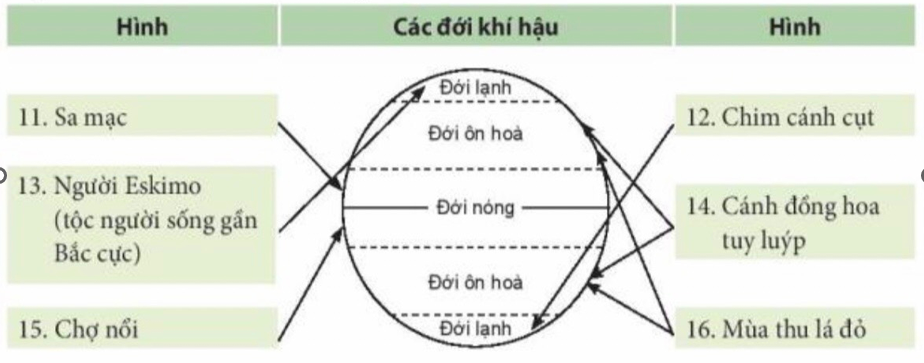 Hình
Các đới khí hậu
Hình
11. Sa mạc
13. Người Eskimo
(tộc người sống gần
Bắc cực)
15. Chợ nổi
Đới lạnh
Đới ôn hoà
Đới nóng
Đới ôn hoà
Đới lạnh
12. Chim cánh cụt
14. Cánh đồng hoa
tuy luýp
16. Mùa thu lá đỏ